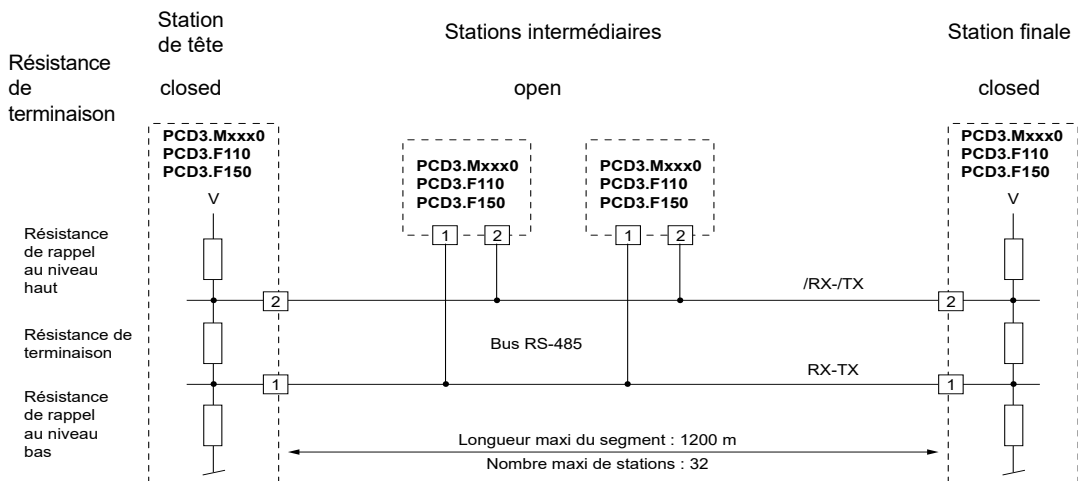 Station
de tête
Stations intermédiaires
Station finale
Résistance
de
terminaison
closed
open
closed
PCD3.Mxxx0
PCD3.F110
PCD3.F150
PCD3.Mxxx0
PCD3.F110
PCD3.F150
PCD3.Mxxx0
PCD3.F110
PCD3.F150
PCD3.Mxxx0
PCD3.F110
PCD3.F150
V
V
1
2
1
2
Résistance
de rappel
au niveau
haut
/RX-/TX
2
2
Résistance de
terminaison
Bus RS-485
RX-TX
1
1
Résistance
de rappel
au niveau
bas
Longueur maxi du segment : 1200 m
Nombre maxi de stations : 32